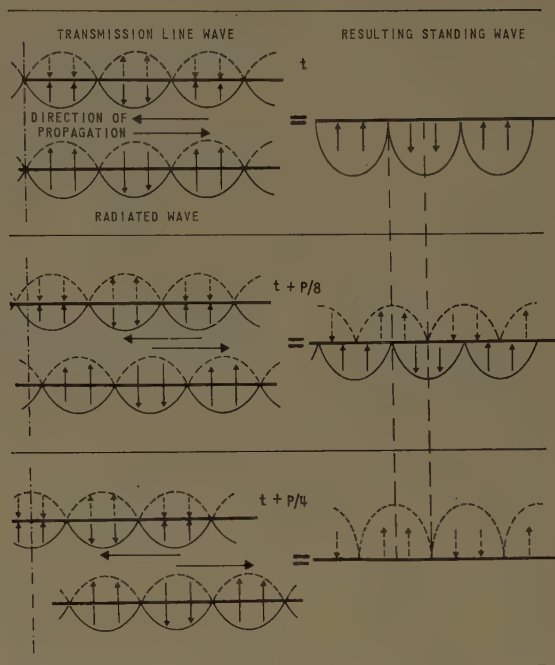 TRANSMISSION LINE WAVE
RESULTING STANDING WAVE
t
DIRECTION OF
PROPAGATION
=
RADIATED WAVE
t + P/8
=
t + P/4
=